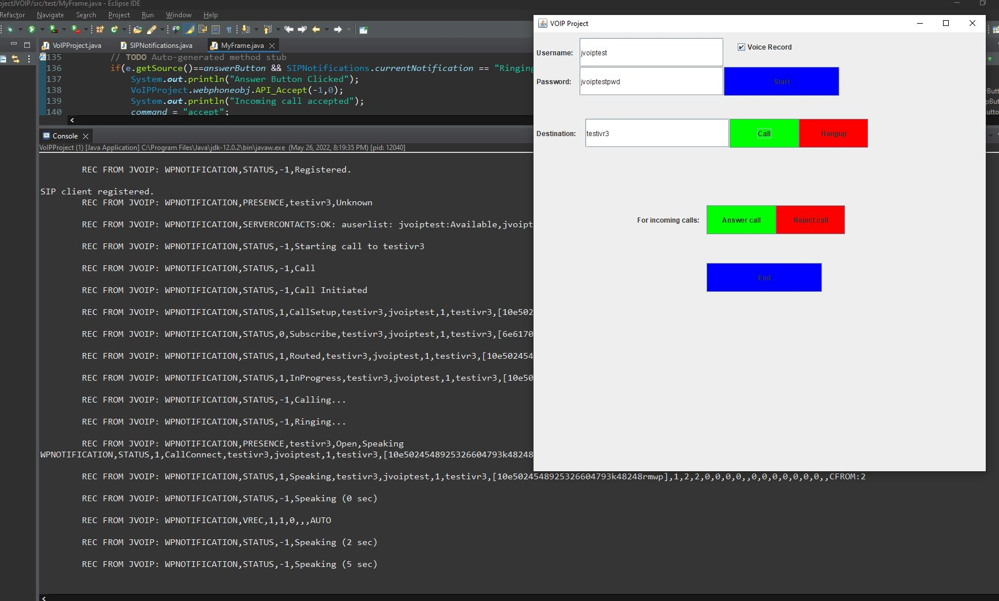 ojectJVOIP/src/test/MyFrame.java - Eclipse IDE
Refactor Navigate Search Project Run Window Help
VoIPProject.java SIPNotifications.java MyFrame.java
135 // TODO Auto-generated method stub
136 if(e.getSource()==answerButton && SIPNotifications.currentNotification == "Ringing
137 System.out.println("Answer Button Clicked");
138 VoIPProject.webphoneobj.API_Accept(-1,0);
139 System.out.println("Incoming call accepted");
140 command = "accept";
Console
VoIPProject (1) [Java Application] C:\Program Files\Java\jdk-12.0.2\bin\javaw.exe (May 26, 2022, 8:19:35 PM) [pid: 12040]
REC FROM JVOIP: WPNOTIFICATION,STATUS,-1,Registered.
SIP client registered.
REC FROM JVOIP: WPNOTIFICATION,PRESENCE,testivr3,Unknown
REC FROM JVOIP: WPNOTIFICATION,SERVERCONTACTS:OK: auserlist: jvoiptest:Available,jvoipt
REC FROM JVOIP: WPNOTIFICATION,STATUS,-1,Starting call to testivr3
REC FROM JVOIP: WPNOTIFICATION,STATUS,-1,Call
REC FROM JVOIP: WPNOTIFICATION,STATUS,-1,Call Initiated
REC FROM JVOIP: WPNOTIFICATION,STATUS,1,CallSetup,testivr3,jvoiptest,1,testivr3,[10e502
REC FROM JVOIP: WPNOTIFICATION,STATUS,0,Subscribe,testivr3,jvoiptest,1,testivr3,[6e6170
REC FROM JVOIP: WPNOTIFICATION,STATUS,1,Routed,testivr3,jvoiptest,1,testivr3,[10e502454
REC FROM JVOIP: WPNOTIFICATION,STATUS,1,InProgress,testivr3,jvoiptest,1,testivr3,[10e50
REC FROM JVOIP: WPNOTIFICATION,STATUS,-1,Calling...
REC FROM JVOIP: WPNOTIFICATION,STATUS,-1,Ringing...
REC FROM JVOIP: WPNOTIFICATION,PRESENCE,testivr3,Open,Speaking
WPNOTIFICATION,STATUS,1,CallConnect,testivr3,jvoiptest,1,testivr3,[10e5024548925326604793k48248
REC FROM JVOIP: WPNOTIFICATION,STATUS,1,Speaking,testivr3,jvoiptest,1,testivr3,[10e5024548925326604793k48248rmwp],1,2,2,0,0,0,0,,0,0,0,0,0,0,0,,CFROM:2
REC FROM JVOIP: WPNOTIFICATION,STATUS,-1,Speaking (0 sec)
REC FROM JVOIP: WPNOTIFICATION,VREC,1,1,0,,,AUTO
REC FROM JVOIP: WPNOTIFICATION,STATUS,-1,Speaking (2 sec)
REC FROM JVOIP: WPNOTIFICATION,STATUS,-1,Speaking (5 sec)
VOIP Project
Username: jvoiptest Voice Record
Password: jvoiptestpwd Start
Destination: testivr3 Call Hangup
For incoming calls: Answer call Reject call
End